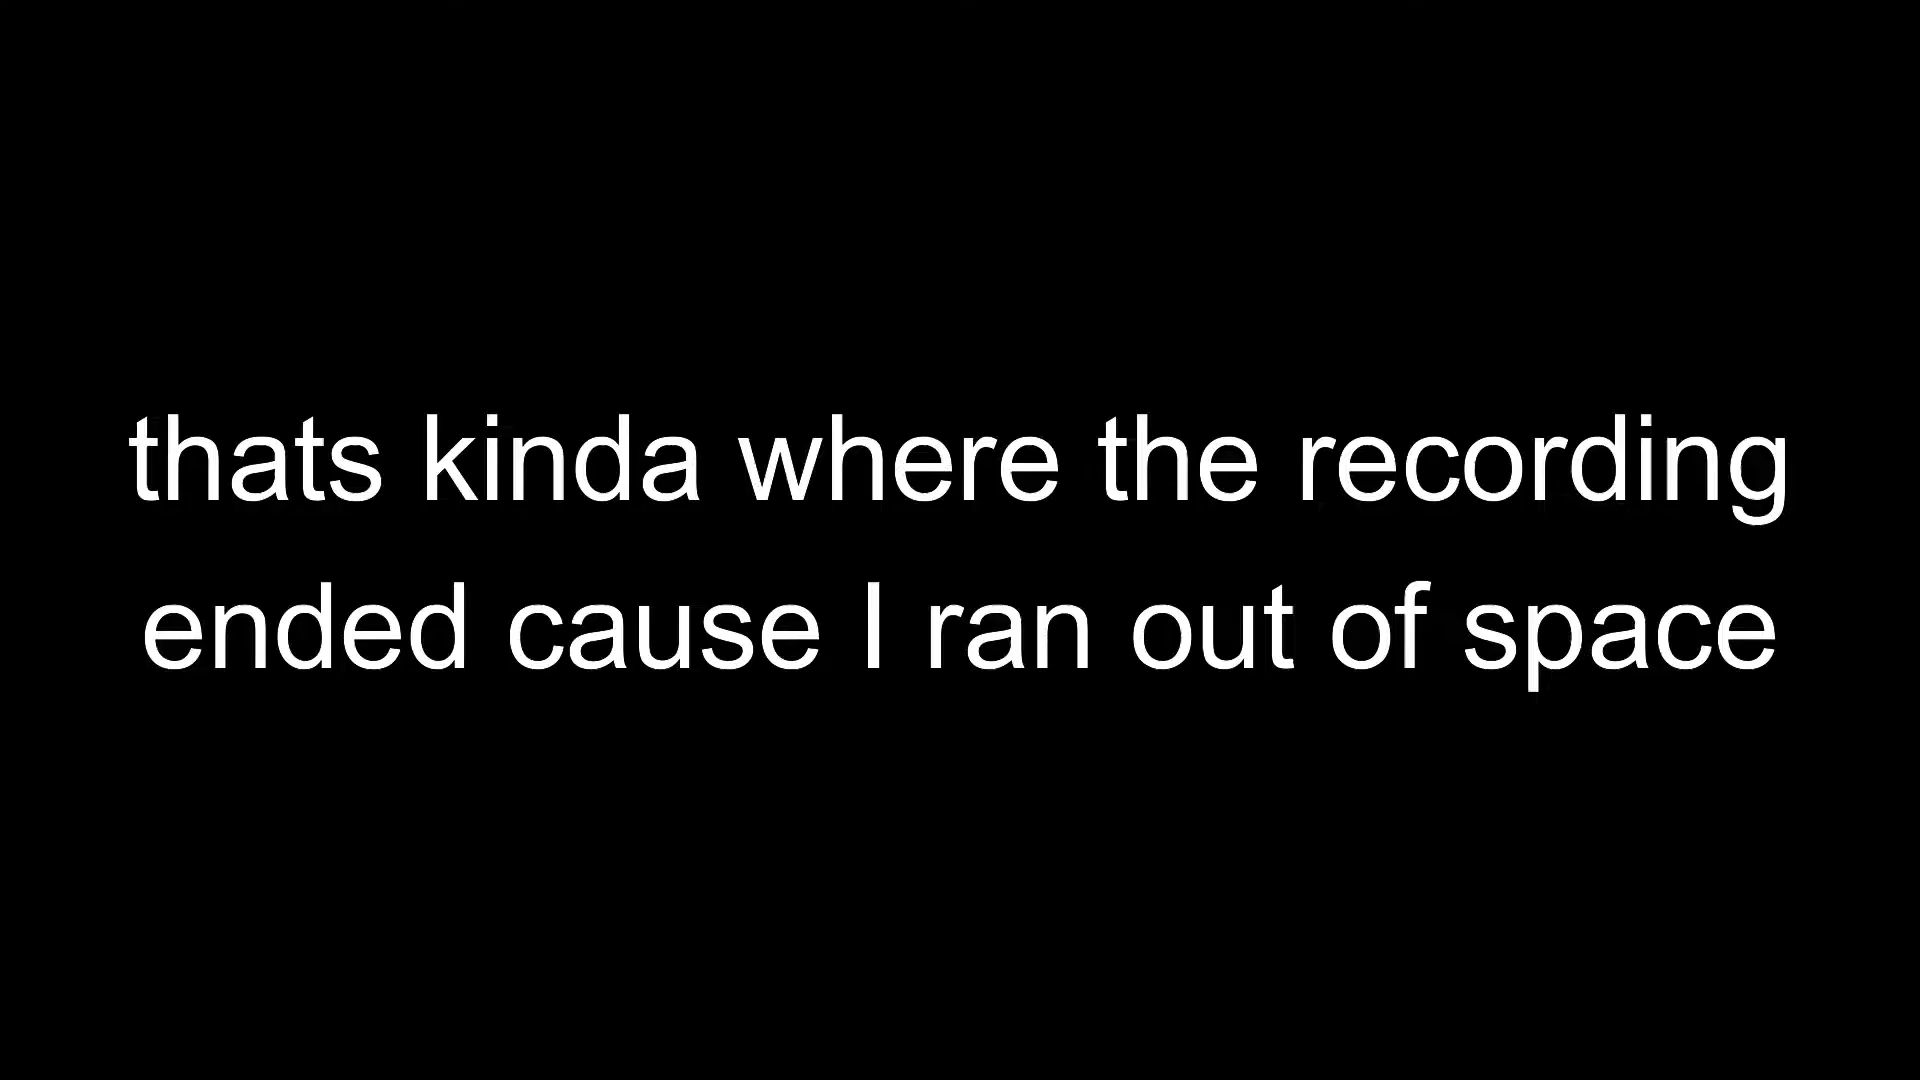 thats kinda where the recording
ended cause I ran out of space